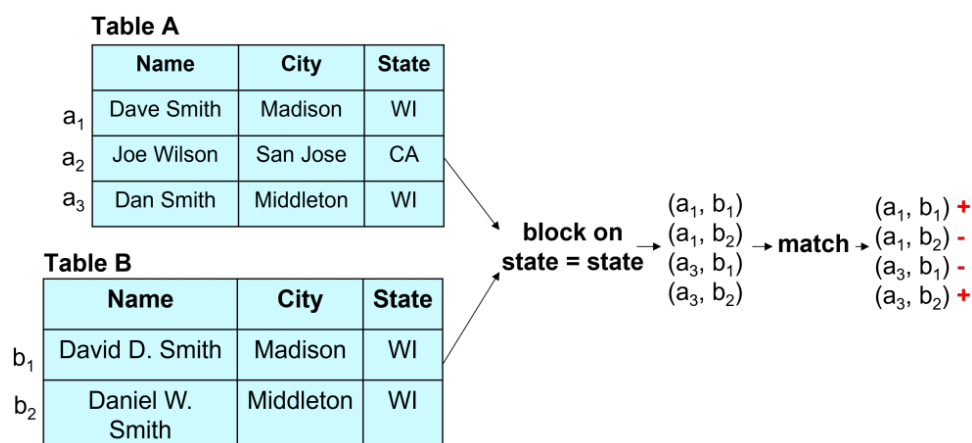 Table A
Name City State
a1 Dave Smith Madison WI
a2 Joe Wilson San Jose CA
a3 Dan Smith Middleton WI
Table B
Name City State
b1 David D. Smith Madison WI
b2 Daniel W. Middleton WI
Smith
block on
state = state
(a1, b1)
(a1, b2)
(a3, b1)
(a3, b2)
match
(a1, b1) +
(a1, b2) -
(a3, b1) -
(a3, b2) +